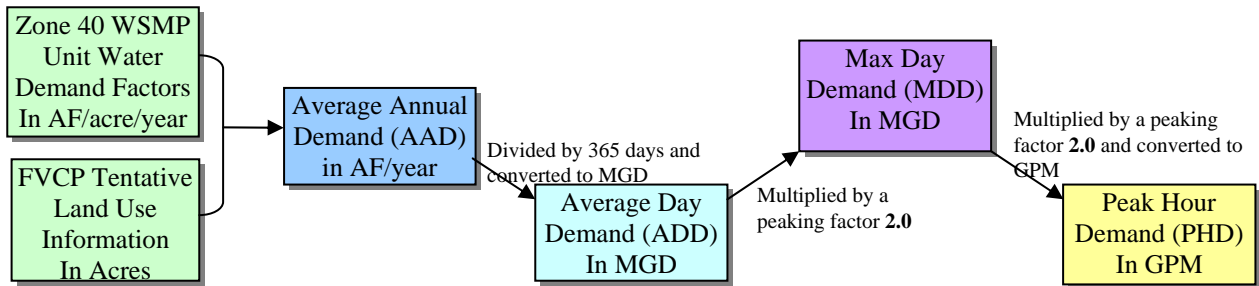 Zone 40 WSMP
Unit Water
Demand Factors
In AF/acre/year
FVCP Tentative
Land Use
Information
In Acres
Average Annual
Demand (AAD)
in AF/year
Divided by 365 days and
converted to MGD
Average Day
Demand (ADD)
In MGD
Multiplied by a
peaking factor 2.0
Max Day
Demand (MDD)
In MGD
Multiplied by a peaking
factor 2.0 and converted to
GPM
Peak Hour
Demand (PHD)
In GPM